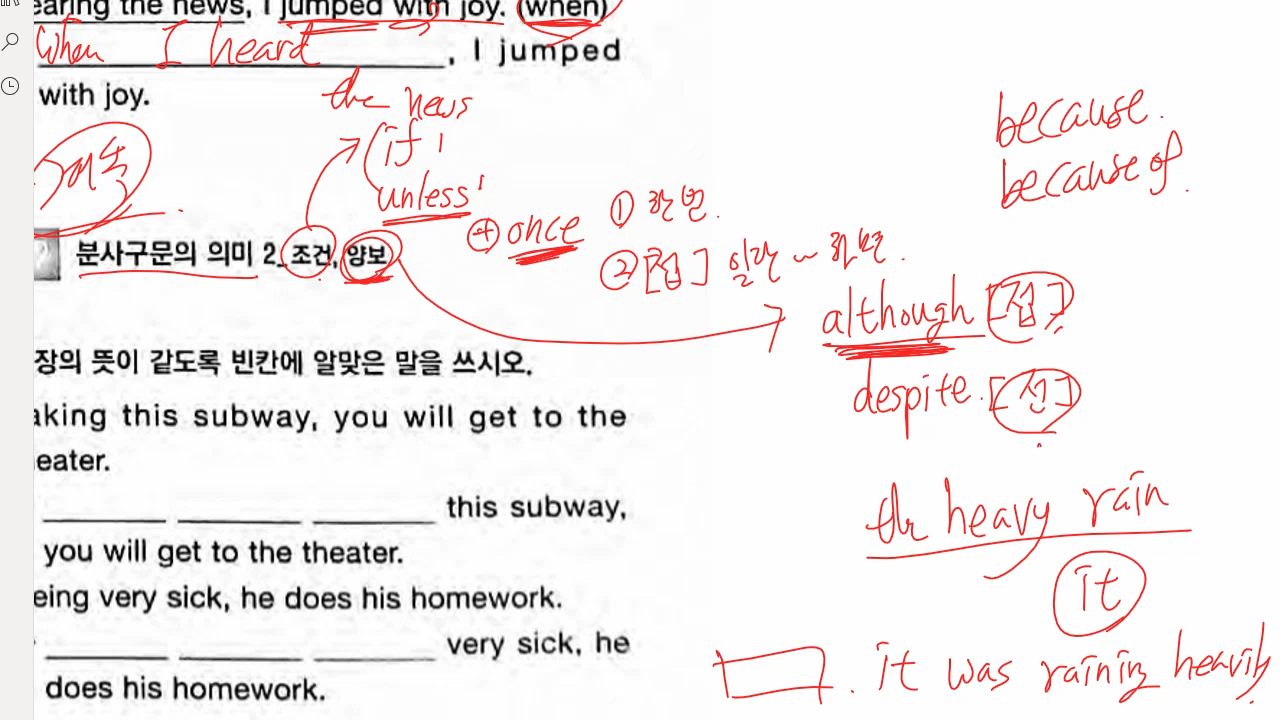 earing the news, I jumped with joy. (when)
When I heard, I jumped
the news
with joy.
because.
because of.
if
unless
+ once ① 한번.
② [접] 일단 ~ 하면.
분사구문의 의미 2_조건, 양보
although [접]
despite. [전]
장의 뜻이 같도록 빈칸에 알맞은 말을 쓰시오.
aking this subway, you will get to the
eater.
this subway,
you will get to the theater.
the heavy rain
it
eing very sick, he does his homework.
very sick, he
does his homework.
it was raining heavily.